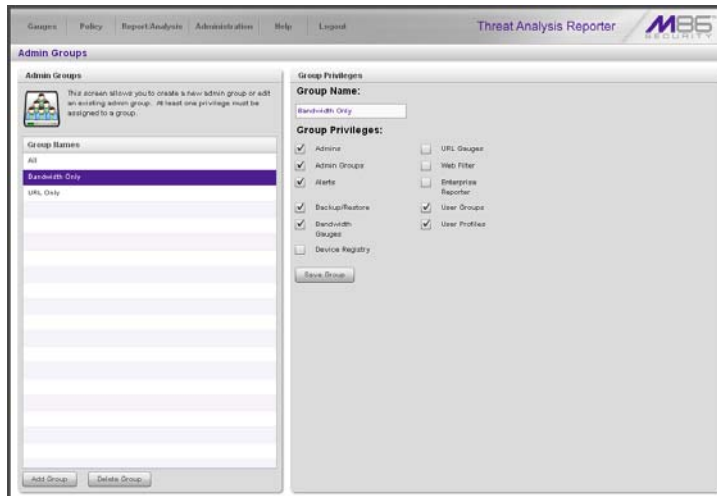 Gauges Policy Report/Analysis Administration Help Logout
Threat Analysis Reporter
M86
SECURITY
Admin Groups
Admin Groups
This screen allows you to create a new admin group or edit
an existing admin group. At least one privilege must be
assigned to a group.
Group Names
All
Bandwidth Only
URL Only
Add Group Delete Group
Group Privileges
Group Name:
Bandwidth Only
Group Privileges:
Admins URL Gauges
Admin Groups Web Filter
Alerts Enterprise
Reporter
Backup/Restore User Groups
Bandwidth User Profiles
Gauges
Device Registry
Save Group